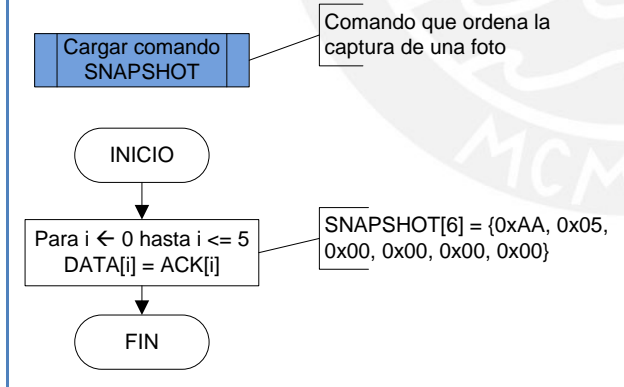 Cargar comando
SNAPSHOT
Comando que ordena la
captura de una foto
INICIO
Para i ← 0 hasta i <= 5
DATA[i] = ACK[i]
SNAPSHOT[6] = {0xAA, 0x05,
0x00, 0x00, 0x00, 0x00}
FIN
MCM